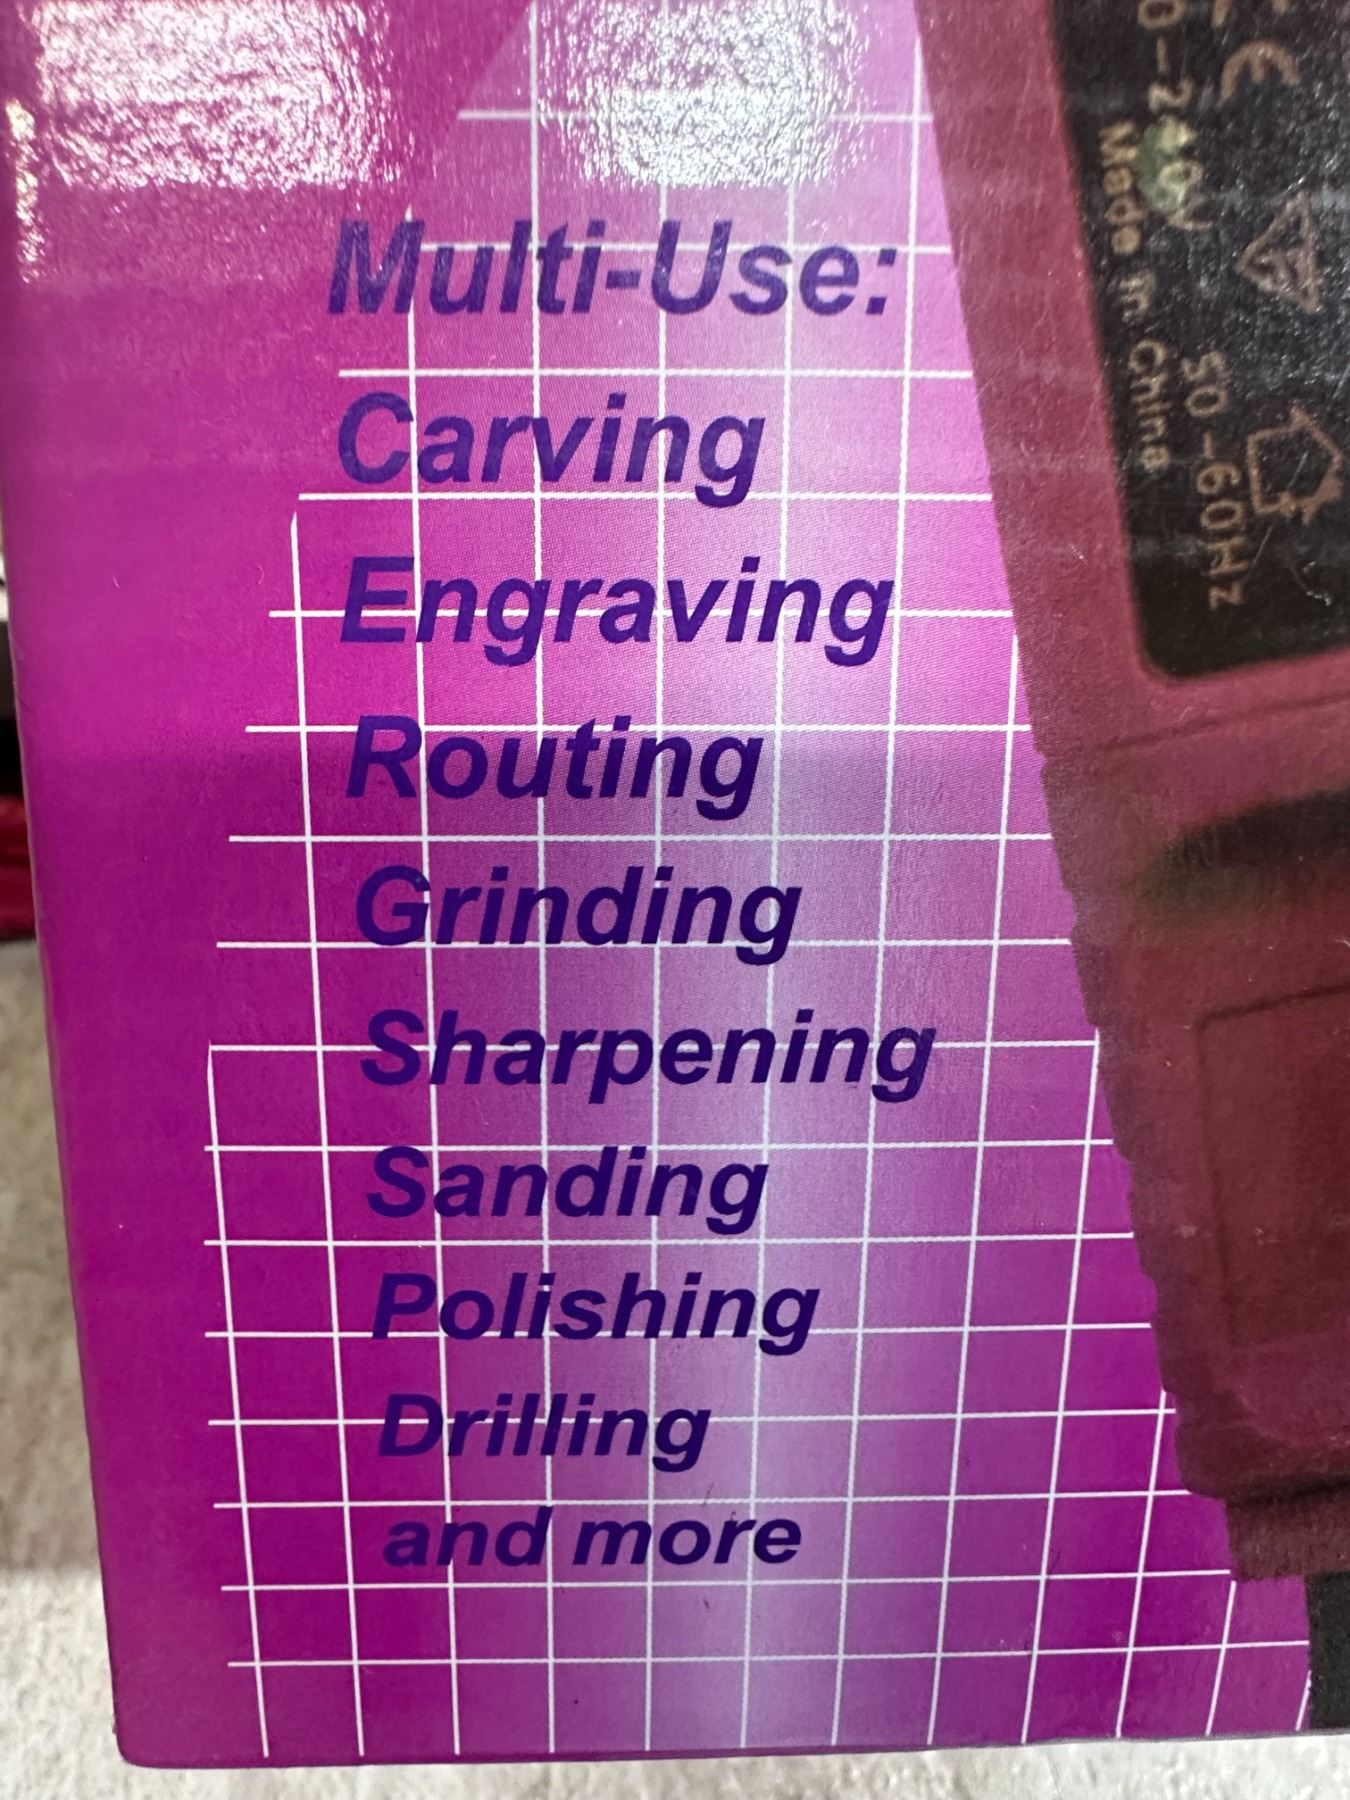 Multi-Use:
Carving
Engraving
Routing
Grinding
Sharpening
Sanding
Polishing
Drilling
and more
Made in China
50-60Hz